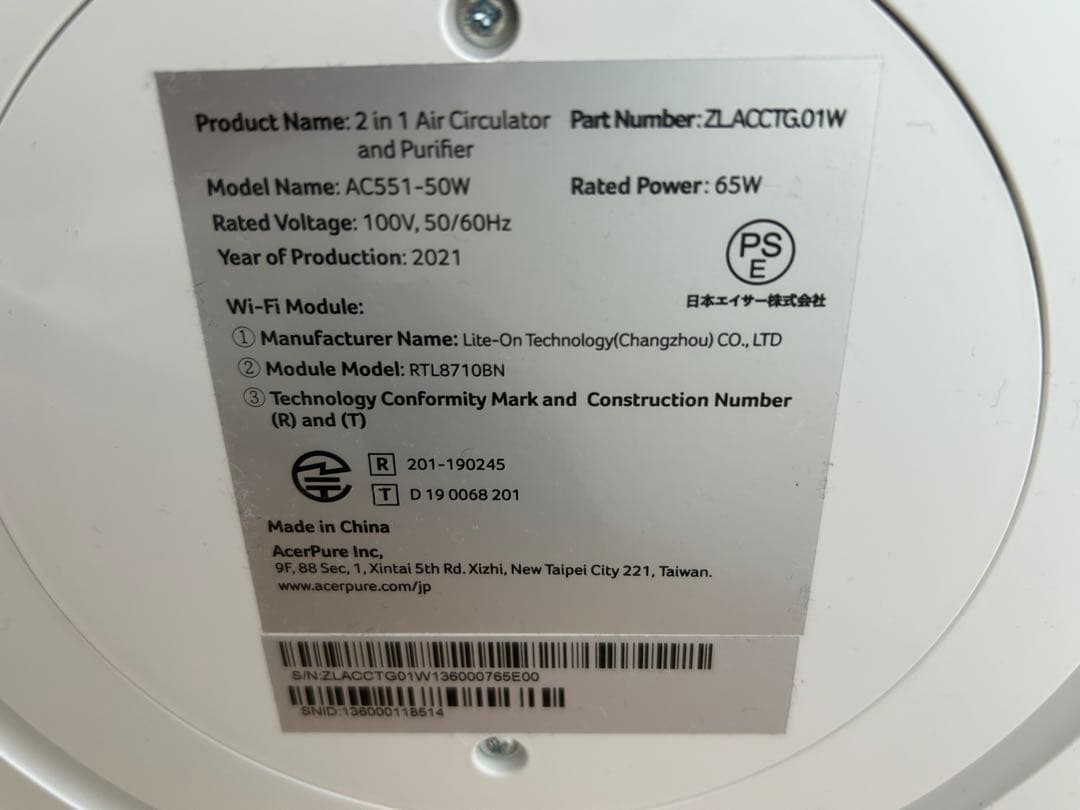 Product Name: 2 in 1 Air Circulator and Purifier
Part Number: ZL.ACCTG.01W
Model Name: AC551-50W
Rated Power: 65W
Rated Voltage: 100V, 50/60Hz
Year of Production: 2021
PS
E
日本エイサー株式会社
Wi-Fi Module:
① Manufacturer Name: Lite-On Technology(Changzhou) CO., LTD
② Module Model: RTL8710BN
③ Technology Conformity Mark and Construction Number
(R) and (T)
R 201-190245
T D 19 0068 201
Made in China
AcerPure Inc,
9F, 88 Sec, 1, Xintai 5th Rd. Xizhi, New Taipei City 221, Taiwan.
www.acerpure.com/jp
S/N:ZLACCTG01W136000765E00
SNID:136000118514